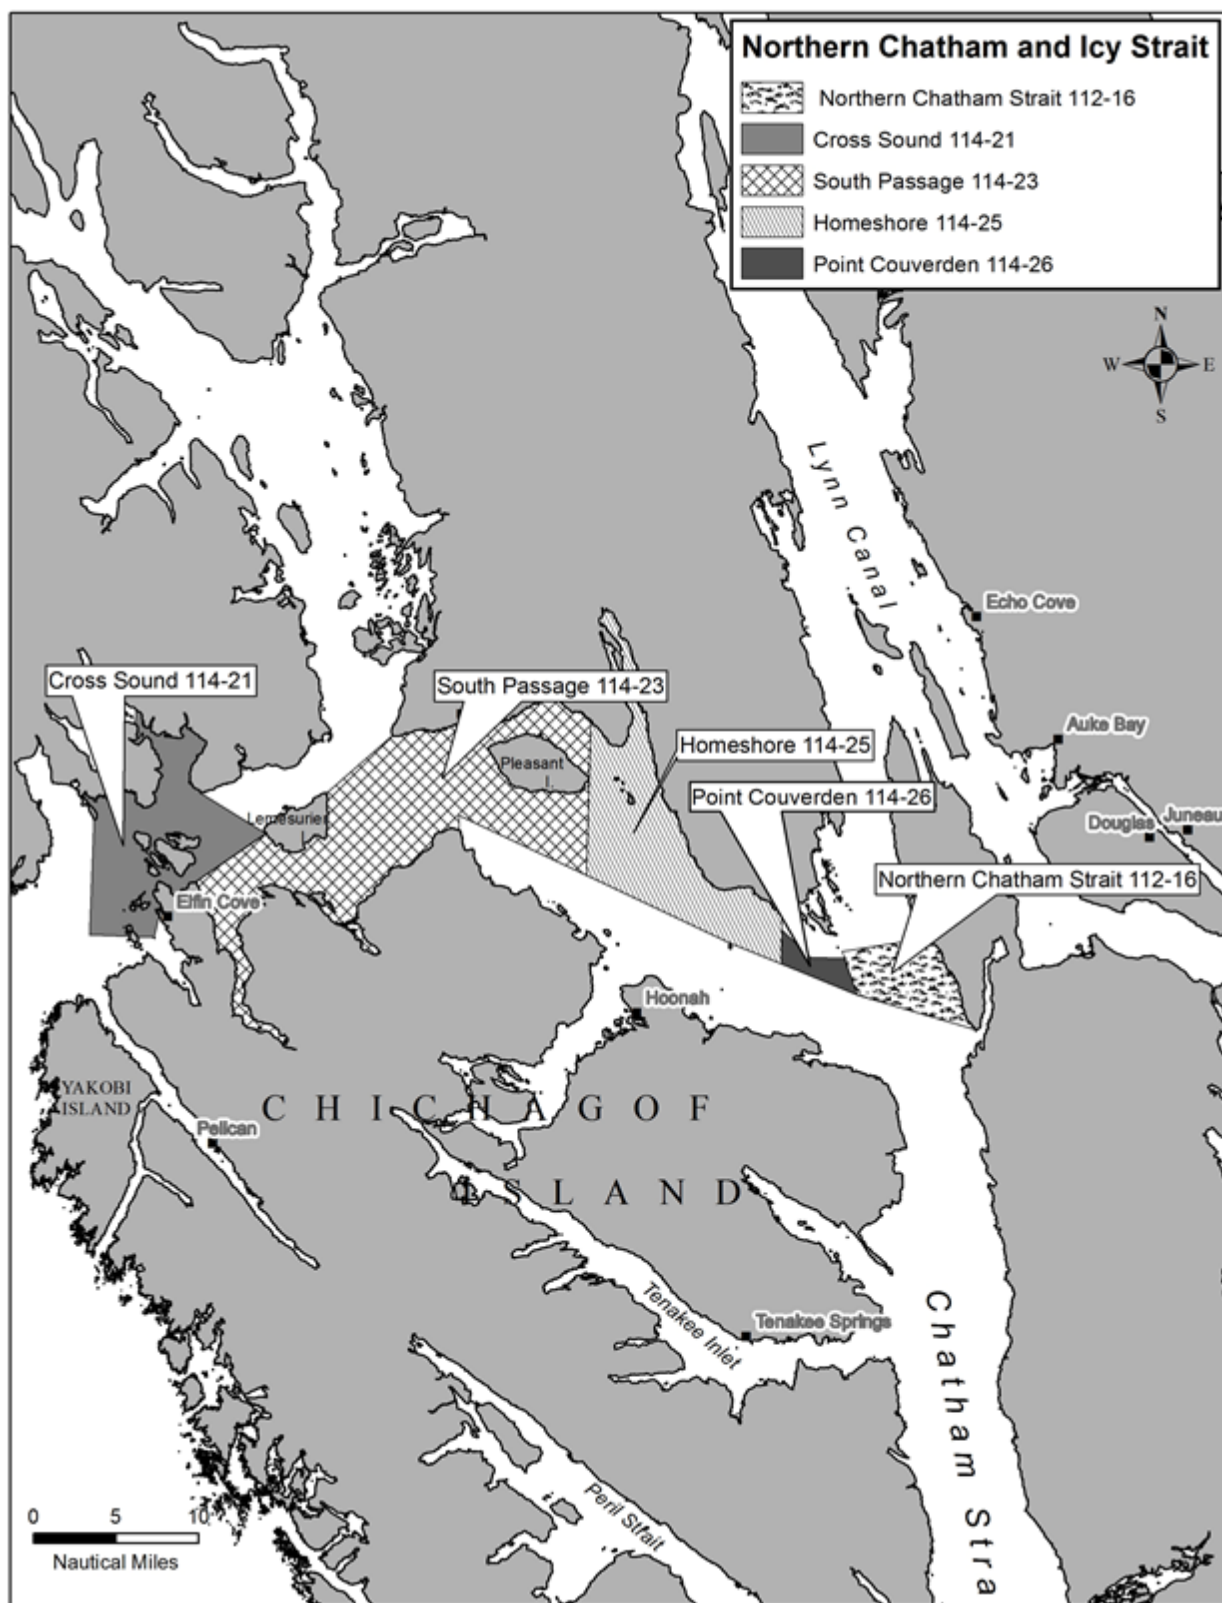 Northern Chatham and Icy Strait
Northern Chatham Strait 112-16
Cross Sound 114-21
South Passage 114-23
Homeshore 114-25
Point Couverden 114-26
N
W E
S
Lynn Canal
Echo Cove
Cross Sound 114-21
South Passage 114-23
Auke Bay
Homeshore 114-25
Pleasant
I.
Point Couverden 114-26
Juneau
Douglas
Lemesurier
I.
Northern Chatham Strait 112-16
Elfin Cove
Hoonah
YAKOBI
ISLAND
CHICHAGOF
Pelican
ISLAND
Tenakee Inlet
Tenakee Springs
Chatham Stra
Peril Strait
0 5 10
Nautical Miles